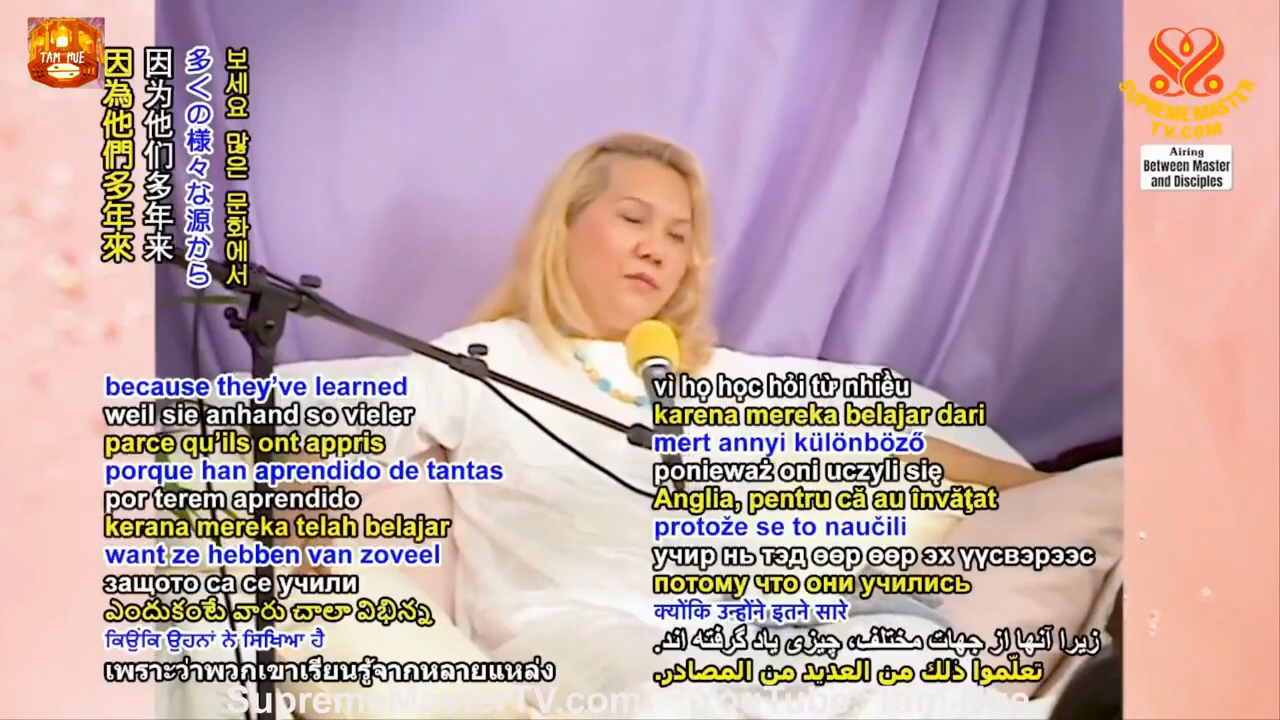 TAM HUE
因為他們多年來
因为他们多年来
多くの様々な源から
보세요 많은 문화에서
SUPREMEMASTER
TV.COM
Airing
Between Master
and Disciples
because they've learned
weil sie anhand so vieler
parce qu'ils ont appris
porque han aprendido de tantas
por terem aprendido
kerana mereka telah belajar
want ze hebben van zoveel
защото са се учили
ఎందుకంటే వారు చాలా విభిన్న
ਕਿਉਂਕਿ ਉਹਨਾਂ ਨੇ ਸਿਖਿਆ ਹੈ
เพราะว่าพวกเขาเรียนรู้จากหลายแหล่ง
vì họ học hỏi từ nhiều
karena mereka belajar dari
mert annyi különböző
ponieważ oni uczyli się
Anglia, pentru că au învăţat
protože se to naučili
учир нь тэд өөр өөр эх үүсвэрээс
потому что они учились
क्योंकि उन्होंने इतने सारे
زیرا آنها از جهات مختلف، چیزی یاد گرفته اند.
تعلّموا ذلك من العديد من المصادر.
SupremeMasterTV.com